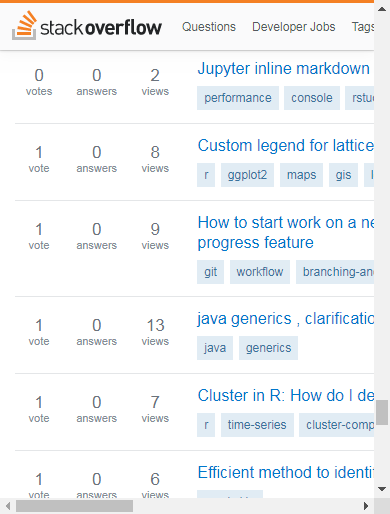 stackoverflow Questions Developer Jobs Tags
0 0 2 Jupyter inline markdown
votes answers views
performance console rstu
1 0 8 Custom legend for lattice
vote answers views
r ggplot2 maps gis
1 0 9 How to start work on a ne
vote answers views progress feature
git workflow branching-and
1 0 13 java generics , clarificatio
vote answers views
java generics
1 0 7 Cluster in R: How do I de
vote answers views
r time-series cluster-comp
1 0 6 Efficient method to identi
vote answers views